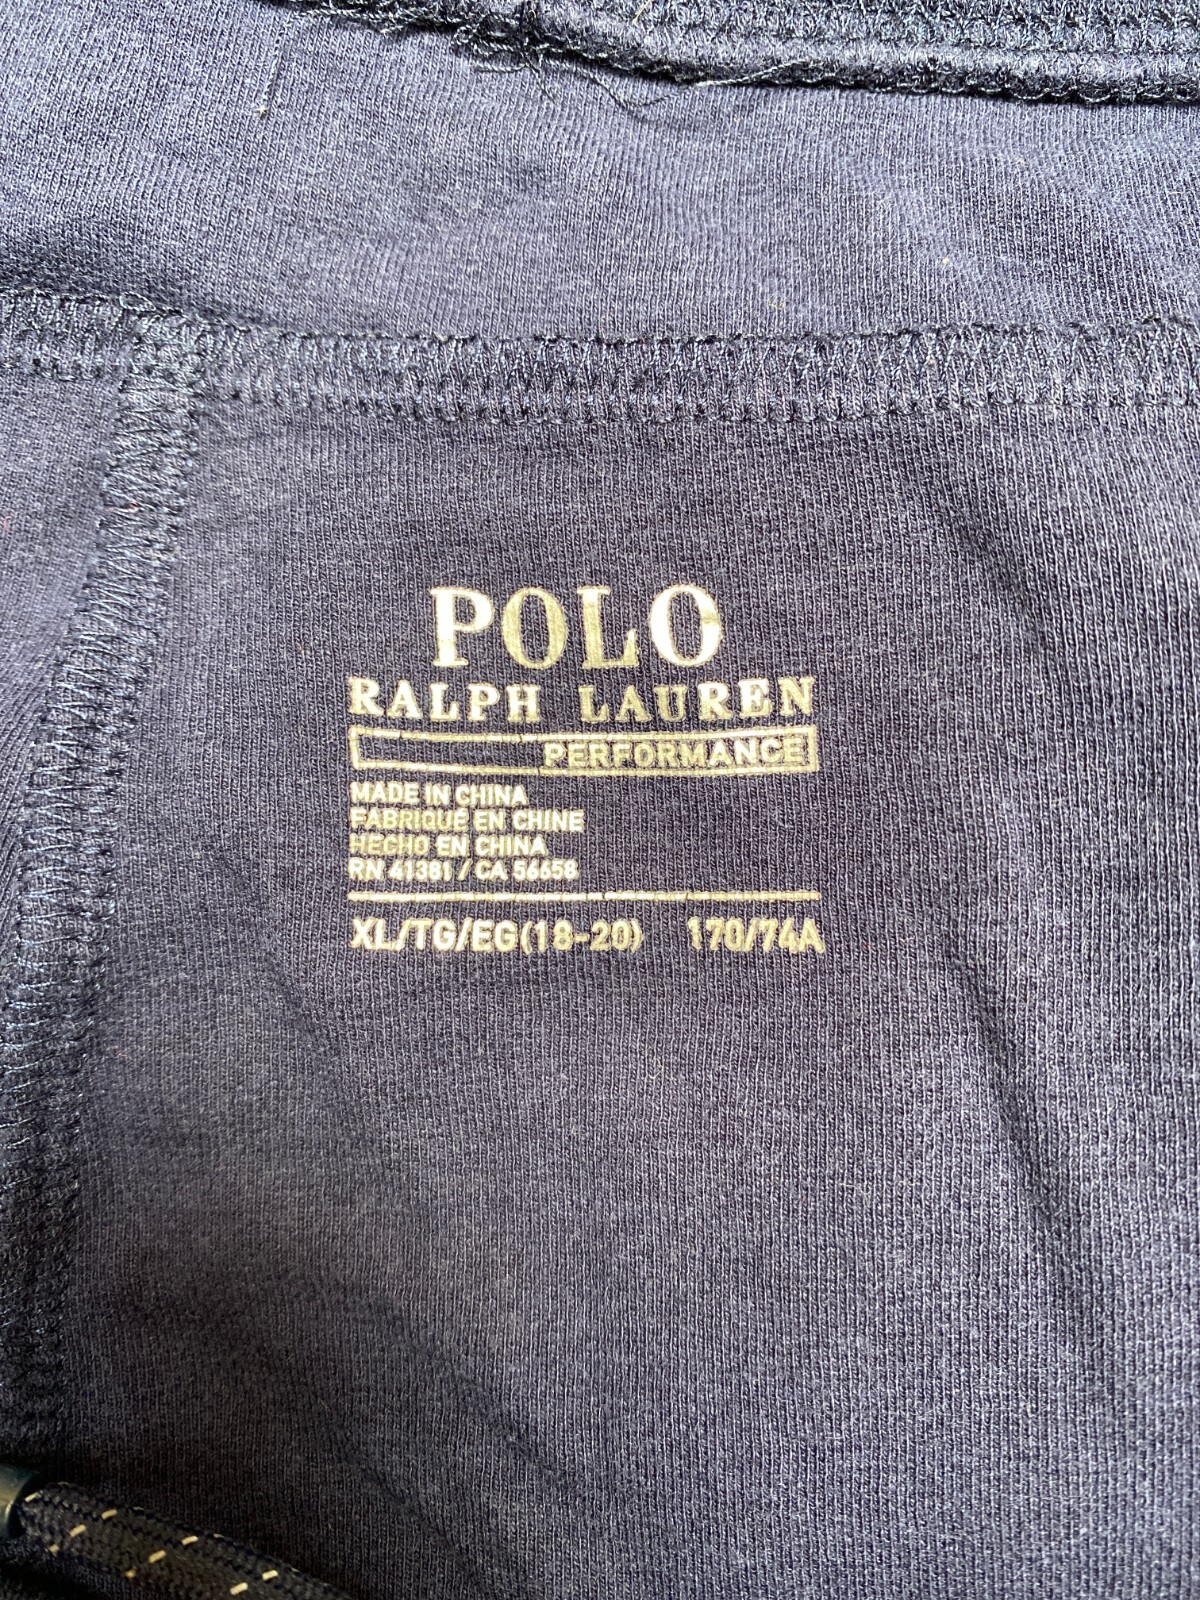 POLO
RALPH LAUREN
PERFORMANCE
MADE IN CHINA
FABRIQUÉ EN CHINE
HECHO EN CHINA
RN 41381 / CA 56658
XL/TG/EG(18-20) 170/74A